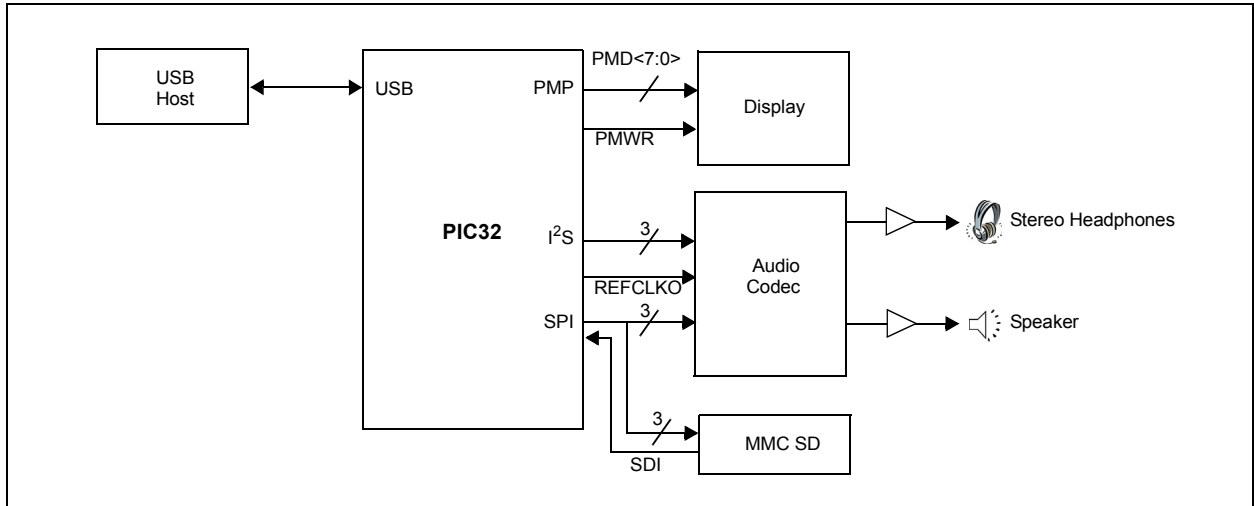 USB
Host
USB
PIC32
PMP
PMD<7:0>
PMWR
Display
I²S
3
REFCLKO
SPI
3
Audio
Codec
Stereo Headphones
Speaker
3
SDI
MMC SD